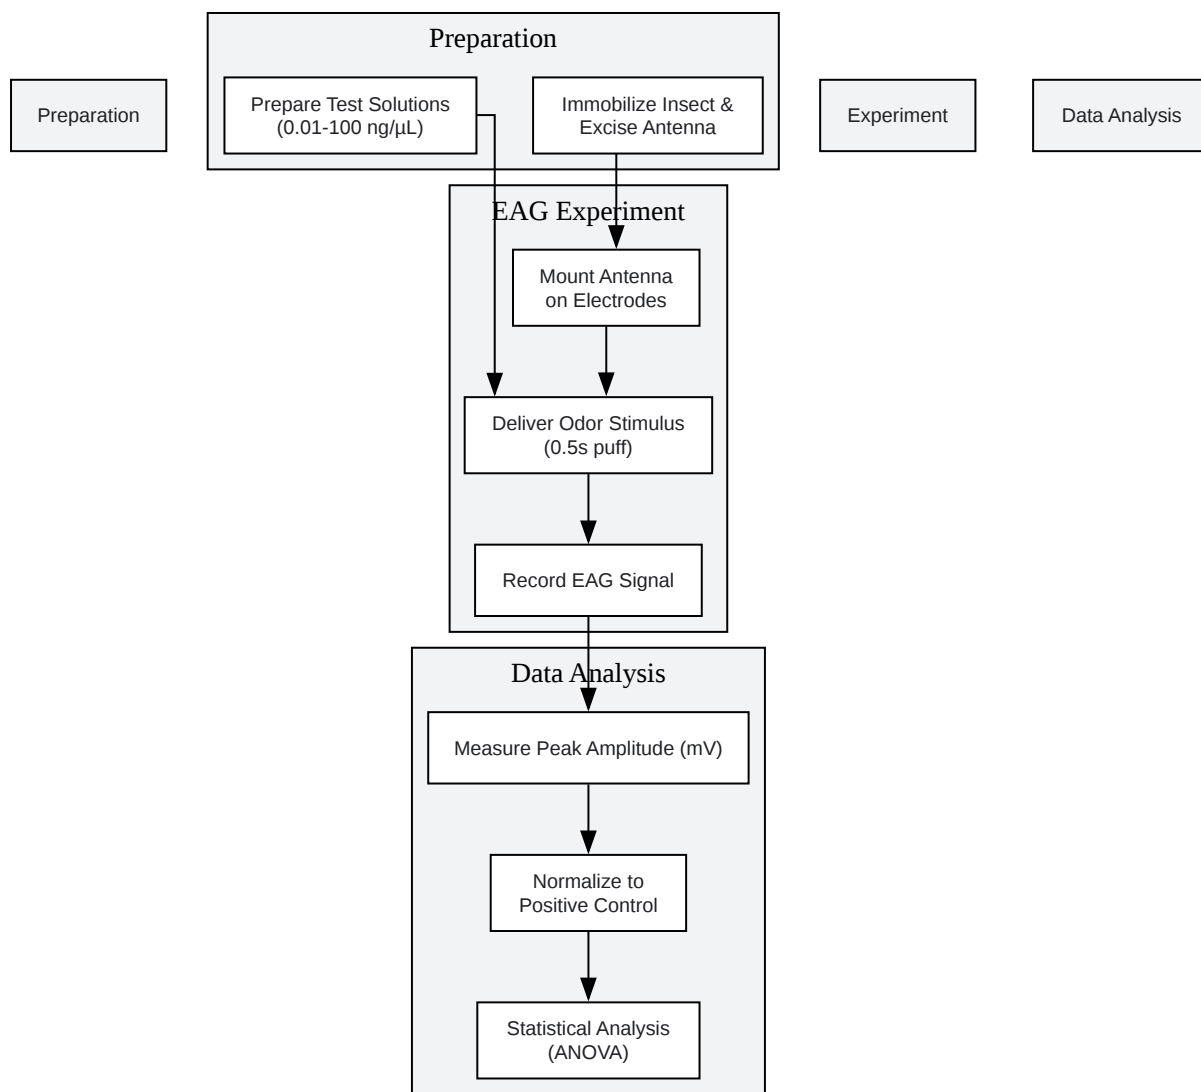 Preparation
Preparation
Prepare Test Solutions
(0.01-100 ng/µL)
Immobilize Insect &
Excise Antenna
Experiment
Data Analysis
EAG Experiment
Mount Antenna
on Electrodes
Deliver Odor Stimulus
(0.5s puff)
Record EAG Signal
Data Analysis
Measure Peak Amplitude (mV)
Normalize to
Positive Control
Statistical Analysis
(ANOVA)